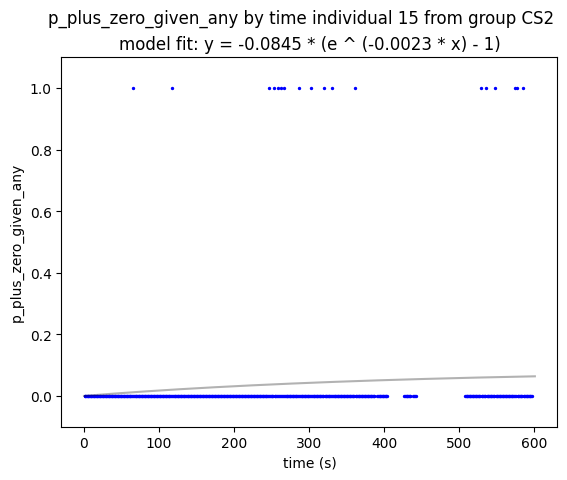 p_plus_zero_given_any by time individual 15 from group CS2
model fit: y = -0.0845 * (e ^ (-0.0023 * x) - 1)
1.0
0.8
0.6
0.4
0.2
0.0
p_plus_zero_given_any
0 100 200 300 400 500 600
time (s)